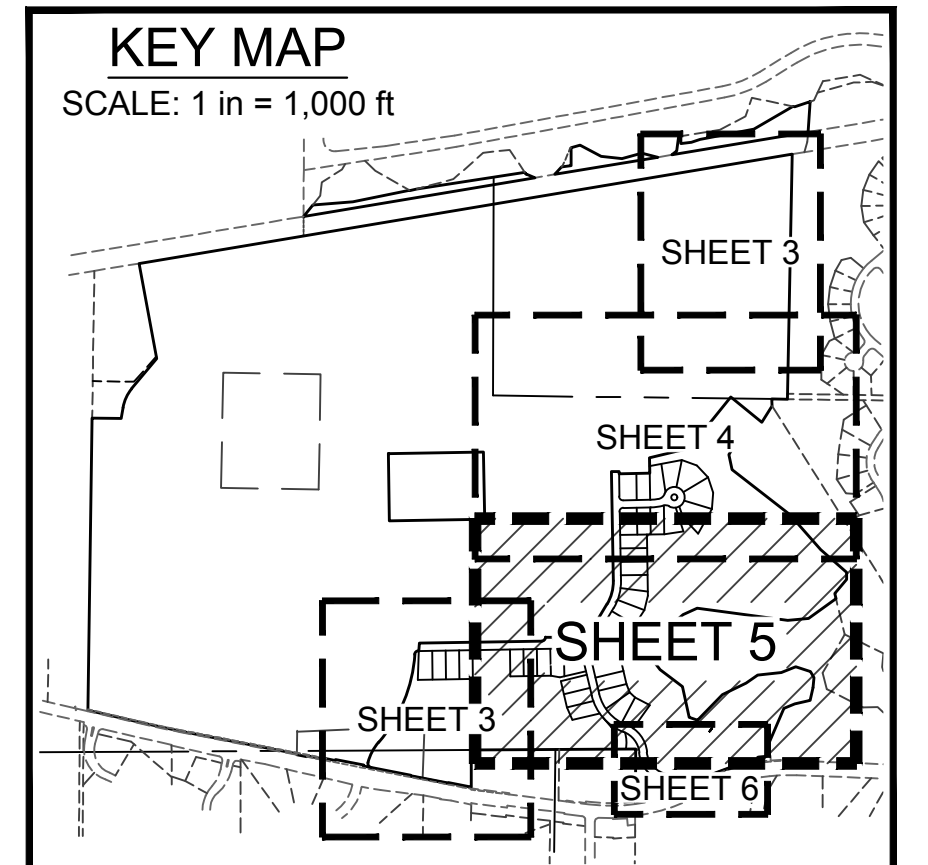 KEY MAP
SCALE: 1 in = 1,000 ft
SHEET 3
SHEET 4
SHEET 5
SHEET 3
SHEET 6